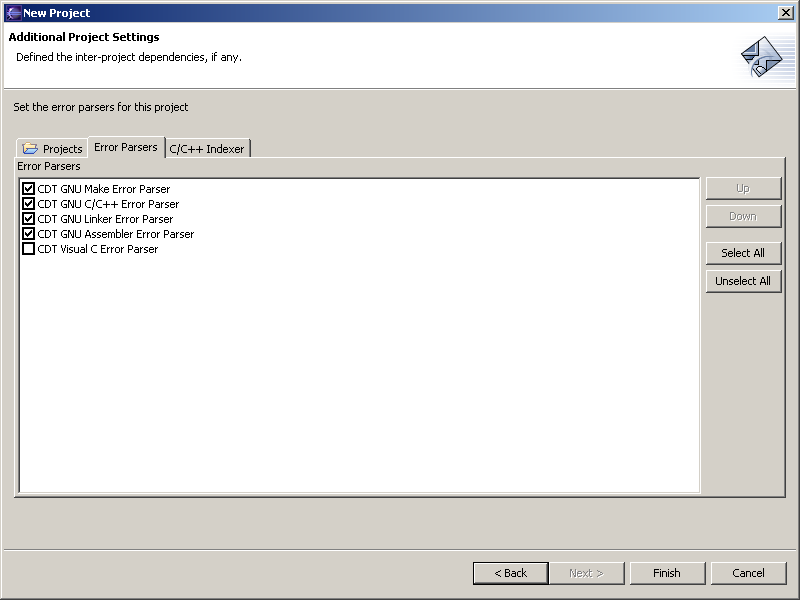 New Project
Additional Project Settings
Defined the inter-project dependencies, if any.
Set the error parsers for this project
Projects Error Parsers C/C++ Indexer
Error Parsers
CDT GNU Make Error Parser
CDT GNU C/C++ Error Parser
CDT GNU Linker Error Parser
CDT GNU Assembler Error Parser
CDT Visual C Error Parser
Up
Down
Select All
Unselect All
< Back Next > Finish Cancel